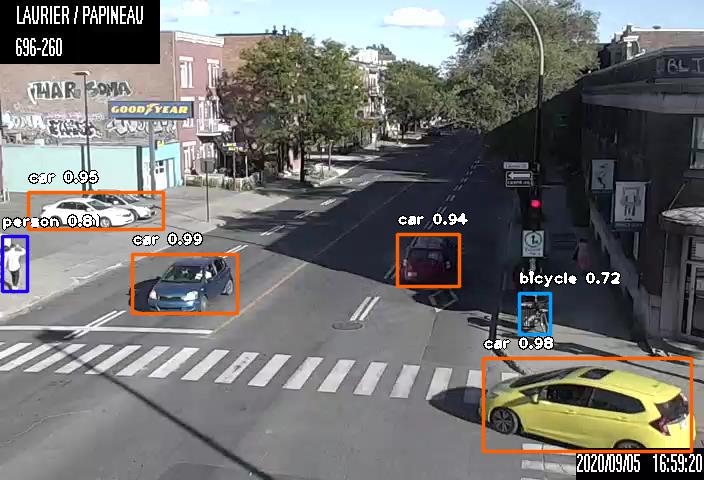 LAURIER / PAPINEAU
696-260
GOODYEAR
car 0.95
person 0.81
car 0.99
car 0.94
bicycle 0.72
car 0.98
2020/09/05 16:59:20